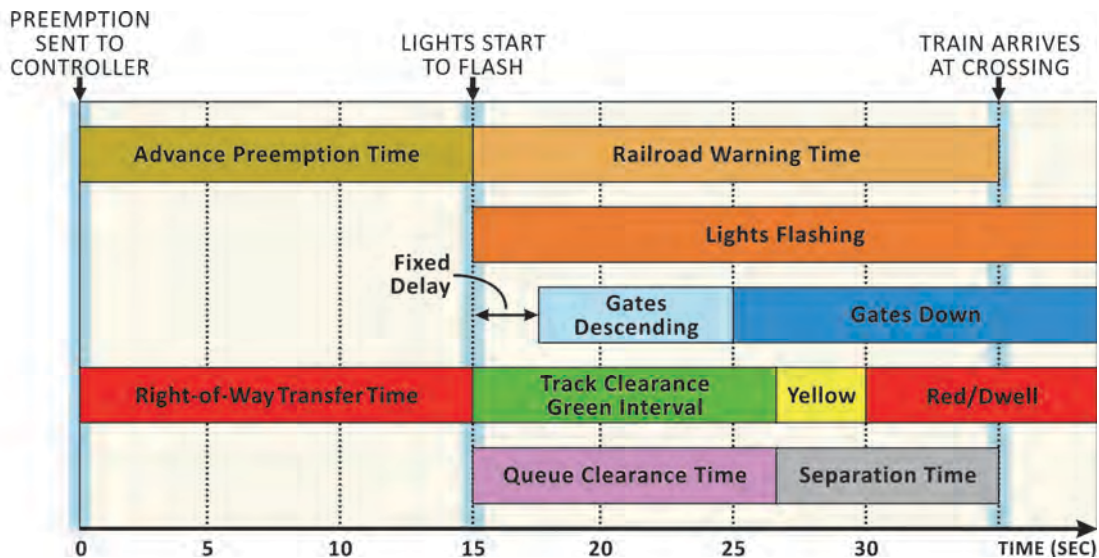 PREEMPTION
SENT TO
CONTROLLER
LIGHTS START
TO FLASH
TRAIN ARRIVES
AT CROSSING
Advance Preemption Time
Railroad Warning Time
Lights Flashing
Fixed
Delay
Gates
Descending
Gates Down
Right-of-Way Transfer Time
Track Clearance
Green Interval
Yellow
Red/Dwell
Queue Clearance Time
Separation Time
0 5 10 15 20 25 30 TIME (SEC)